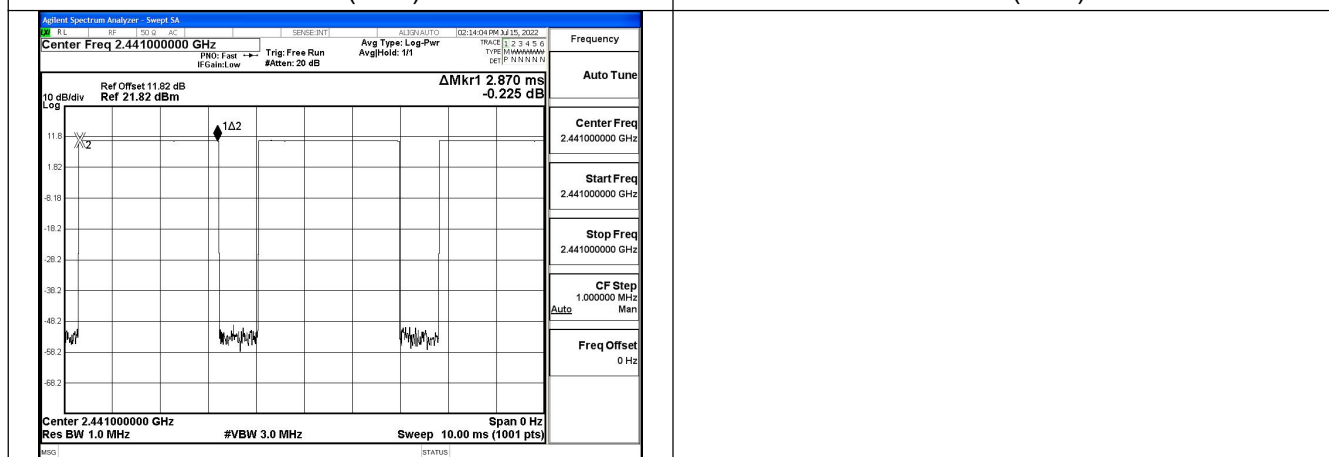 Agilent Spectrum Analyzer - Swept SA
RL RF 50 Ω AC SENSE:INT ALIGNAUTO 02:14:04 PM Jul 15, 2022
Center Freq 2.441000000 GHz
PNO: Fast
IFGain:Low
Trig: Free Run
#Atten: 20 dB
Avg Type: Log-Pwr
Avg|Hold: 1/1
TRACE 1 2 3 4 5 6
TYPE M
DET P N N N N N
ΔMkr1 2.870 ms
-0.225 dB
Ref Offset 11.82 dB
10 dB/div Ref 21.82 dBm
Log
1Δ2
11.8
2
1.82
-8.18
-18.2
-28.2
-38.2
-48.2
-58.2
-68.2
Center 2.441000000 GHz Span 0 Hz
Res BW 1.0 MHz #VBW 3.0 MHz Sweep 10.00 ms (1001 pts)
MSG STATUS
Frequency
Auto Tune
Center Freq
2.441000000 GHz
Start Freq
2.441000000 GHz
Stop Freq
2.441000000 GHz
CF Step
1.000000 MHz
Auto Man
Freq Offset
0 Hz